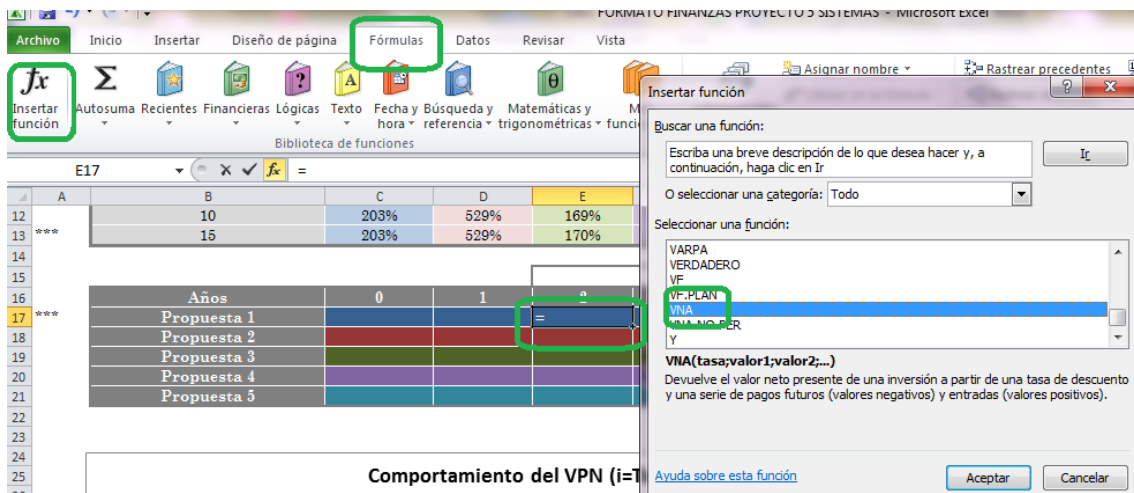 FORMATO FINANZAS PROYECTO 5 SISTEMAS - Microsoft Excel
Archivo Inicio Insertar Diseño de página Fórmulas Datos Revisar Vista
fx Σ ? A θ
Insertar función
Autosuma Recientes Financieras Lógicas Texto Fecha y hora Búsqueda y referencia Matemáticas y trigonométricas
Biblioteca de funciones
Asignar nombre Rastrear precedentes
E17 fx =
A B C D E
12 10 203% 529% 169%
13 *** 15 203% 529% 170%
14
15
16 Años 0 1 2
17 *** Propuesta 1 =
18 Propuesta 2
19 Propuesta 3
20 Propuesta 4
21 Propuesta 5
22
23
24
25 Comportamiento del VPN (i=T
Insertar función ? X
Buscar una función:
Escriba una breve descripción de lo que desea hacer y, a
continuación, haga clic en Ir
Ir
O seleccionar una categoría: Todo
Seleccionar una función:
VARPA
VERDADERO
VF
VF.PLAN
VNA
VNA.NO.PER
Y
VNA(tasa;valor1;valor2;...)
Devuelve el valor neto presente de una inversión a partir de una tasa de descuento
y una serie de pagos futuros (valores negativos) y entradas (valores positivos).
Ayuda sobre esta función Aceptar Cancelar